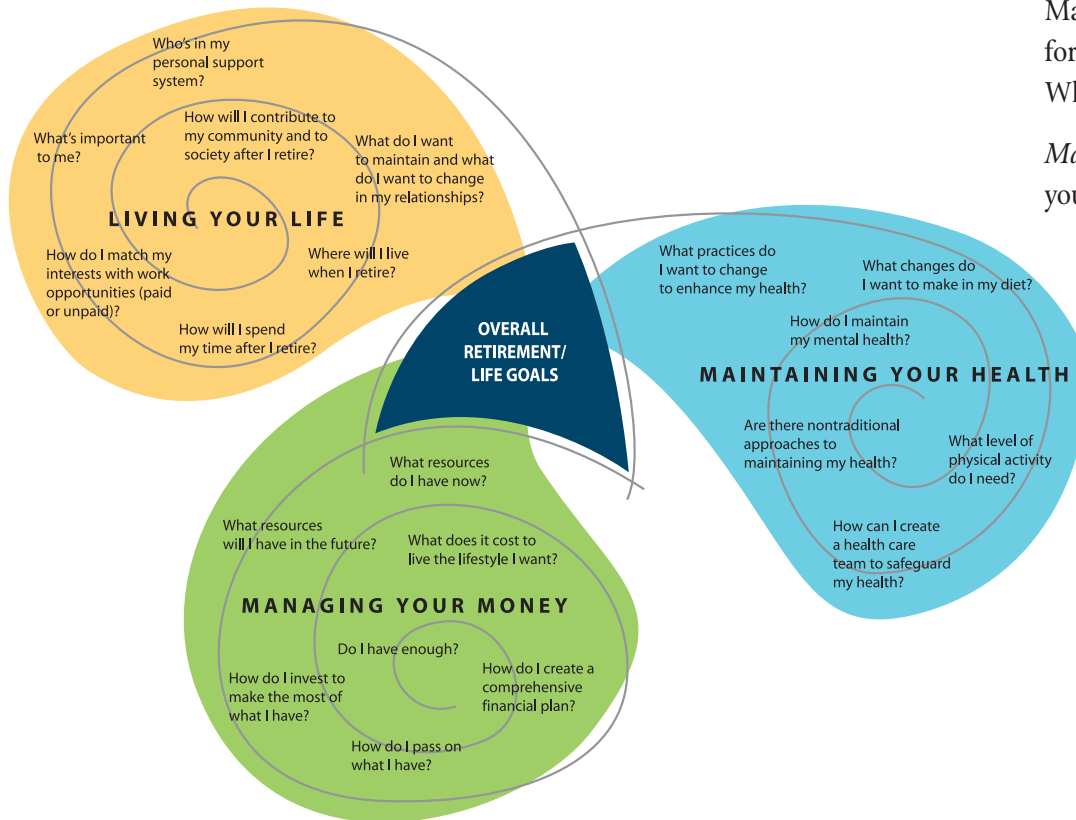 Who's in my
personal support
system?
How will I contribute to
my community and to
society after I retire?
What's important
to me?
What do I want
to maintain and what
do I want to change
in my relationships?
LIVING YOUR LIFE
How do I match my
interests with work
opportunities (paid
or unpaid)?
Where will I live
when I retire?
How will I spend
my time after I retire?
OVERALL
RETIREMENT/
LIFE GOALS
What practices do
I want to change
to enhance my health?
What changes do
I want to make in my diet?
How do I maintain
my mental health?
MAINTAINING YOUR HEALTH
Are there nontraditional
approaches to
maintaining my health?
What level of
physical activity
do I need?
How can I create
a health care
team to safeguard
my health?
What resources
do I have now?
What resources
will I have in the future?
What does it cost to
live the lifestyle I want?
MANAGING YOUR MONEY
Do I have enough?
How do I invest to
make the most of
what I have?
How do I create a
comprehensive
financial plan?
How do I pass on
what I have?
for